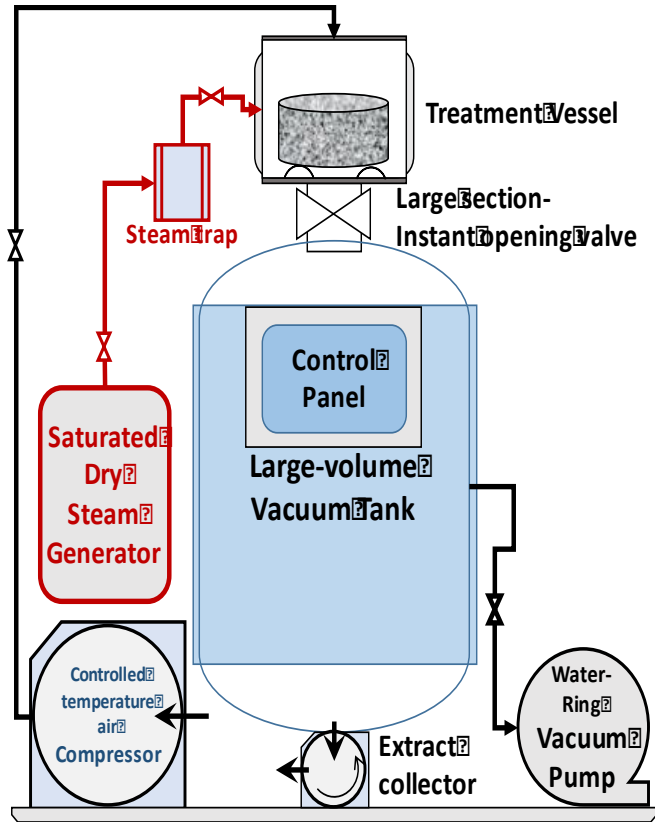 Treatment Vessel
Large section-
Instant opening valve
Steam trap
Control
Panel
Saturated
Dry
Steam
Generator
Large-volume
Vacuum Tank
Controlled
temperature
air
Compressor
Extract
collector
Water-
Ring
Vacuum
Pump